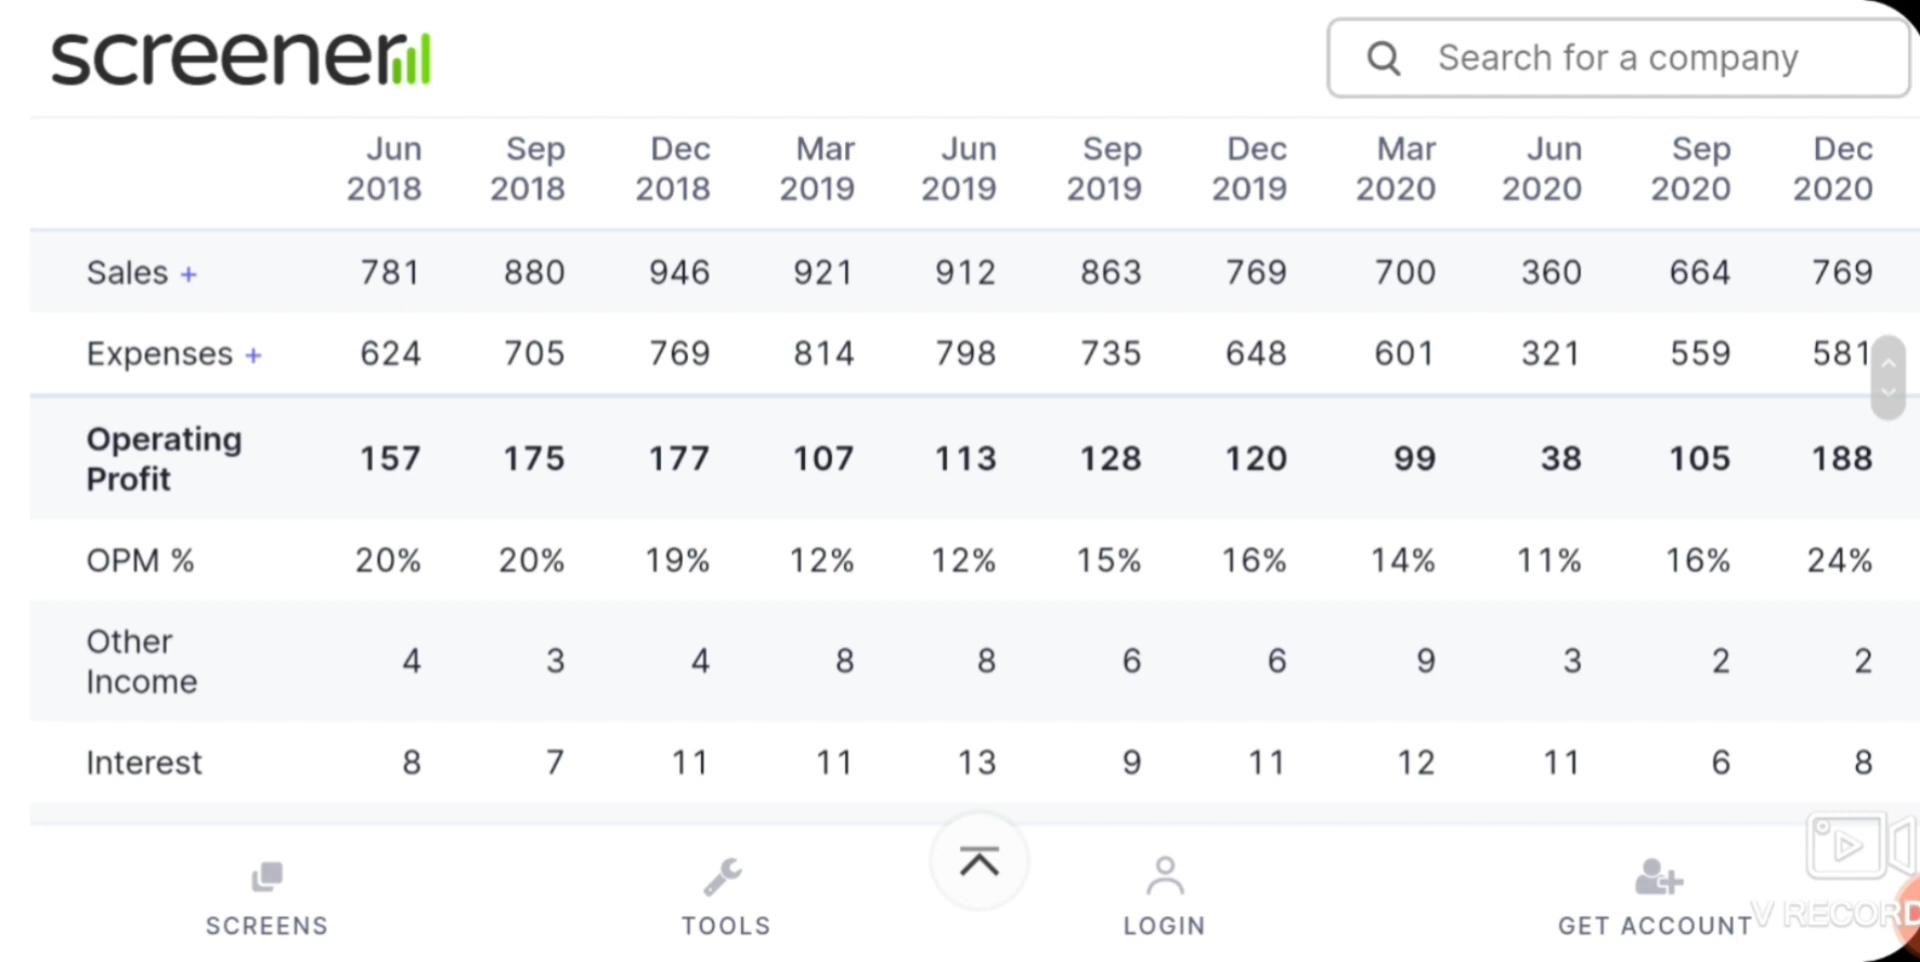 screener
Search for a company
Jun Sep Dec Mar Jun Sep Dec Mar Jun Sep Dec
2018 2018 2018 2019 2019 2019 2019 2020 2020 2020 2020
Sales + 781 880 946 921 912 863 769 700 360 664 769
Expenses + 624 705 769 814 798 735 648 601 321 559 581
Operating
Profit 157 175 177 107 113 128 120 99 38 105 188
OPM % 20% 20% 19% 12% 12% 15% 16% 14% 11% 16% 24%
Other
Income 4 3 4 8 8 6 6 9 3 2 2
Interest 8 7 11 11 13 9 11 12 11 6 8
SCREENS TOOLS LOGIN GET ACCOUNT
V RECORD